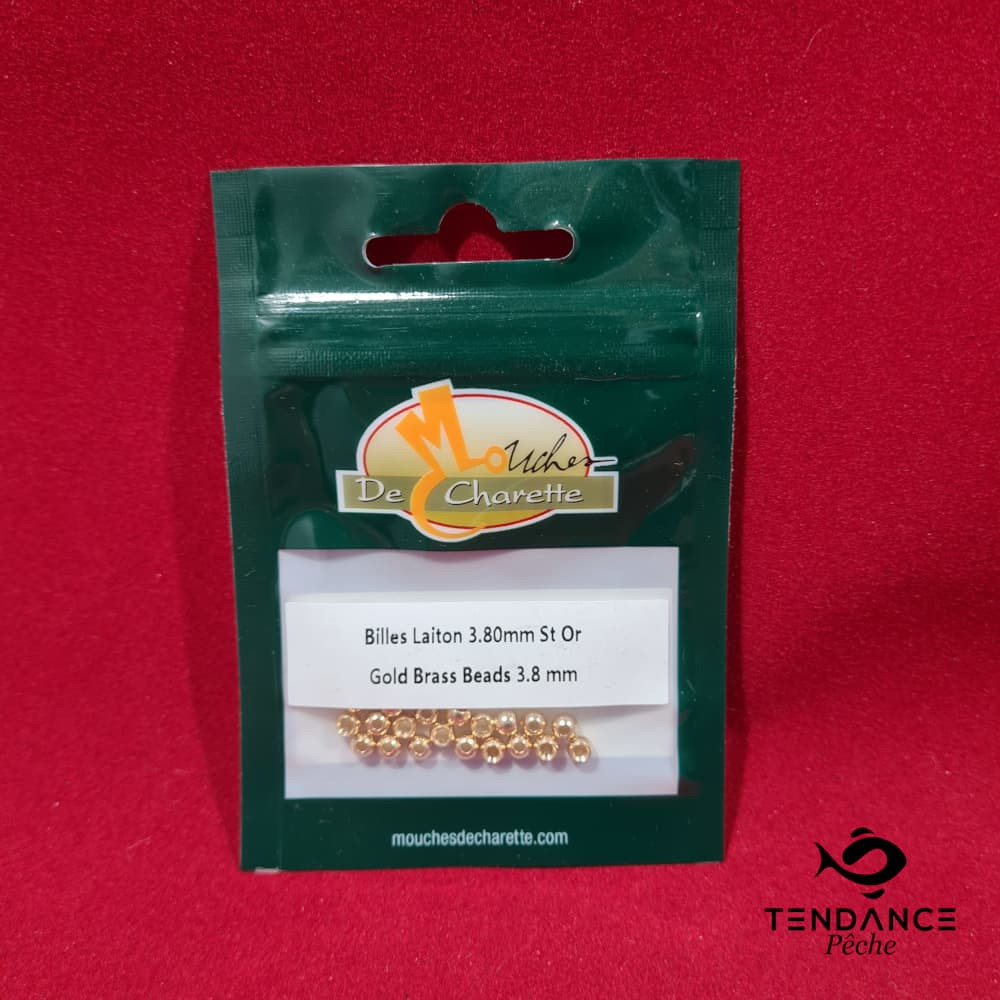 Mouches
De Charette
Billes Laiton 3.80mm St Or
Gold Brass Beads 3.8 mm
mouchesdecharette.com
TENDANCE
Pêche